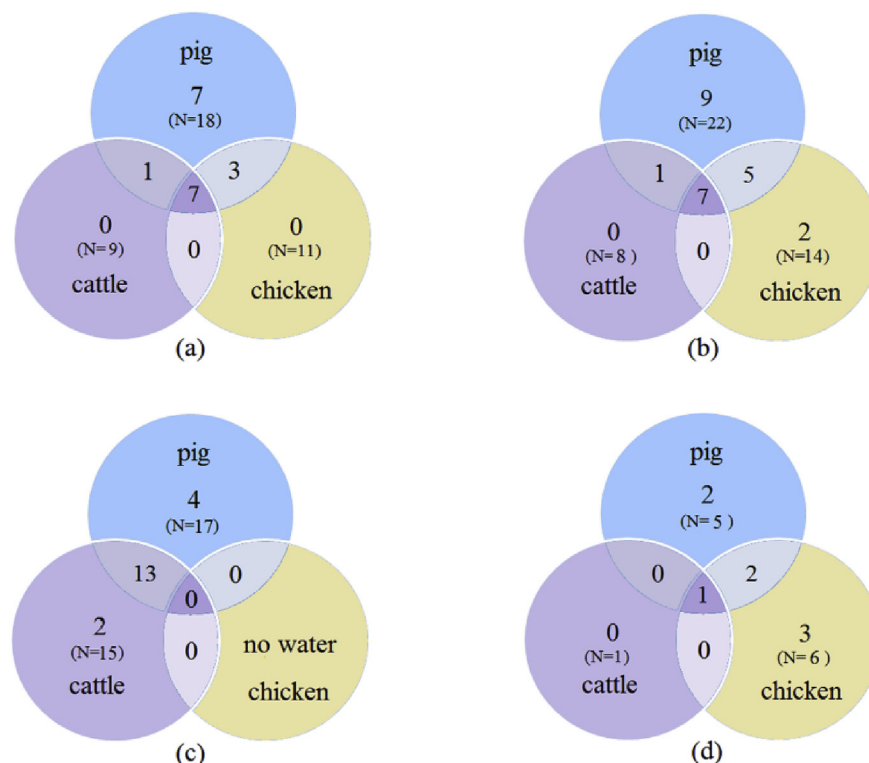 pig
7
(N=18)
1
3
7
0
(N=9)
0
0
(N=11)
cattle
chicken
(a)
pig
9
(N=22)
1
5
7
0
(N=8 )
0
2
(N=14)
cattle
chicken
(b)
pig
4
(N=17)
13
0
0
2
(N=15)
0
no water
cattle
chicken
(c)
pig
2
(N= 5 )
0
2
1
0
(N=1)
0
3
(N= 6 )
cattle
chicken
(d)